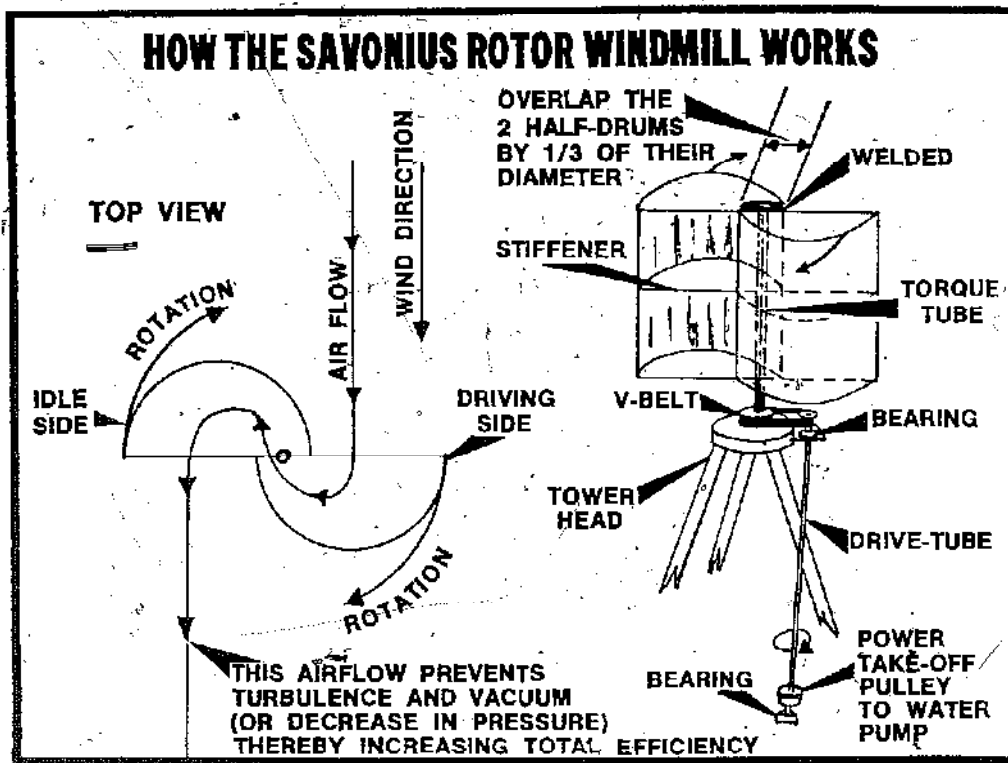 HOW THE SAVONIUS ROTOR WINDMILL WORKS
TOP VIEW
ROTATION
IDLE
SIDE
AIR FLOW
WIND DIRECTION
DRIVING
SIDE
ROTATION
THIS AIRFLOW PREVENTS
TURBULENCE AND VACUUM
(OR DECREASE IN PRESSURE)
THEREBY INCREASING TOTAL EFFICIENCY
OVERLAP THE
2 HALF-DRUMS
BY 1/3 OF THEIR
DIAMETER
WELDED
STIFFENER
TORQUE
TUBE
V-BELT
BEARING
TOWER
HEAD
DRIVE-TUBE
BEARING
POWER
TAKE-OFF
PULLEY
TO WATER
PUMP